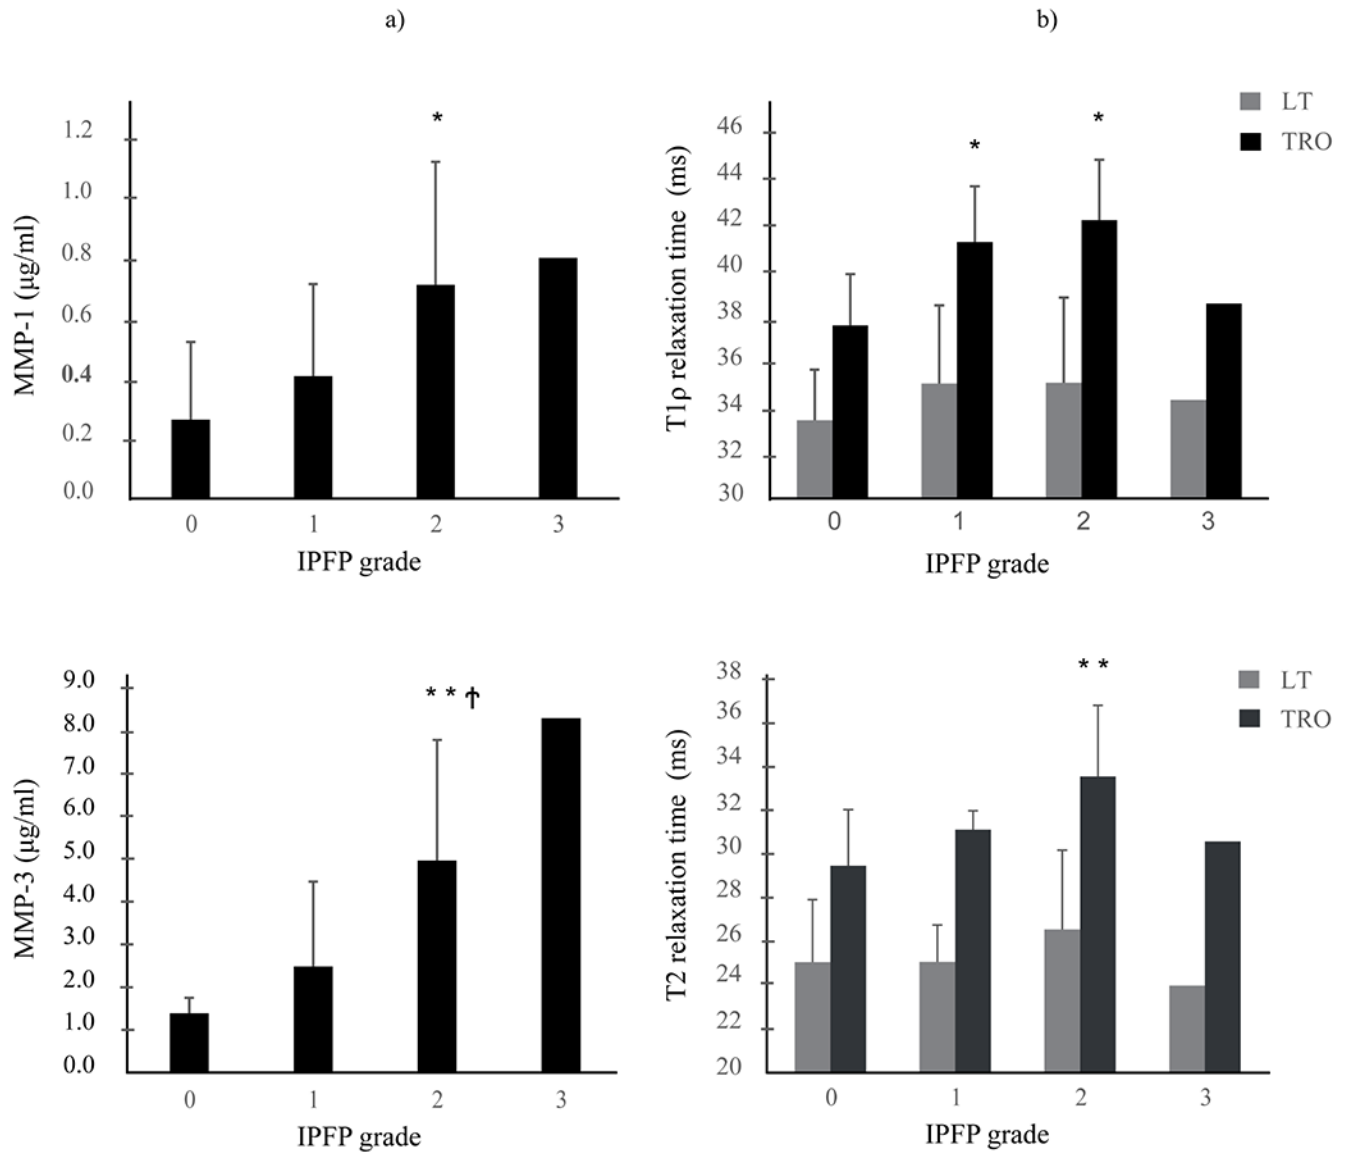 a)
MMP-1 (μg/ml)
1.2
1.0
0.8
0.6
0.4
0.2
0.0
*
0 1 2 3
IPFP grade
b)
T1ρ relaxation time (ms)
46
44
42
40
38
36
34
32
30
* *
LT
TRO
0 1 2 3
IPFP grade
MMP-3 (μg/ml)
9.0
8.0
7.0
6.0
5.0
4.0
3.0
2.0
1.0
0.0
* * †
0 1 2 3
IPFP grade
T2 relaxation time (ms)
38
36
34
32
30
28
26
24
22
20
* *
LT
TRO
0 1 2 3
IPFP grade